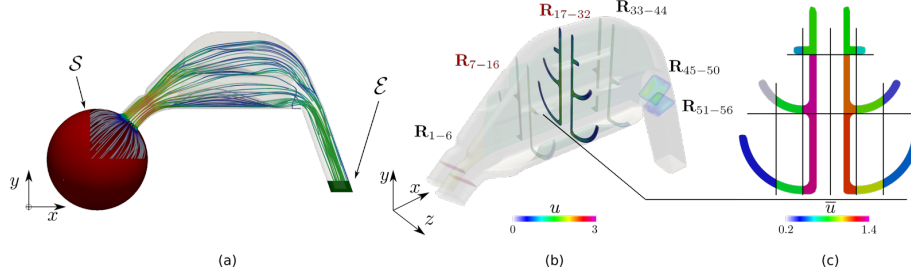 S
E
y
x
(a)
R17−32
R33−44
R7−16
R45−50
R51−56
R1−6
y
x
z
u
0 3
(b)
u̅
0.2 1.4
(c)